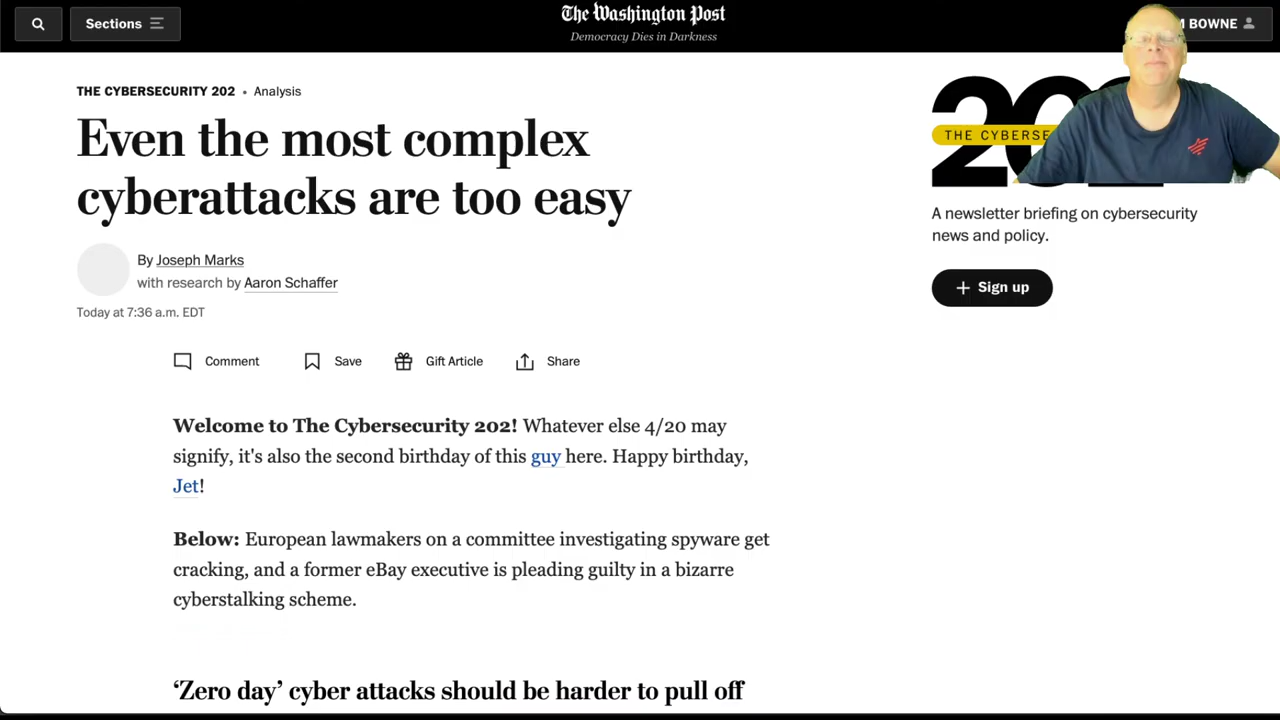 Sections
The Washington Post
Democracy Dies in Darkness
BOWNE
THE CYBERSECURITY 202 • Analysis
Even the most complex
cyberattacks are too easy
By Joseph Marks
with research by Aaron Schaffer
Today at 7:36 a.m. EDT
THE
A newsletter briefing on cybersecurity
news and policy.
+ Sign up
Comment
Save
Gift Article
Share
Welcome to The Cybersecurity 202! Whatever else 4/20 may
signify, it's also the second birthday of this guy here. Happy birthday,
Jet!
Below: European lawmakers on a committee investigating spyware get
cracking, and a former eBay executive is pleading guilty in a bizarre
cyberstalking scheme.
‘Zero day’ cyber attacks should be harder to pull off